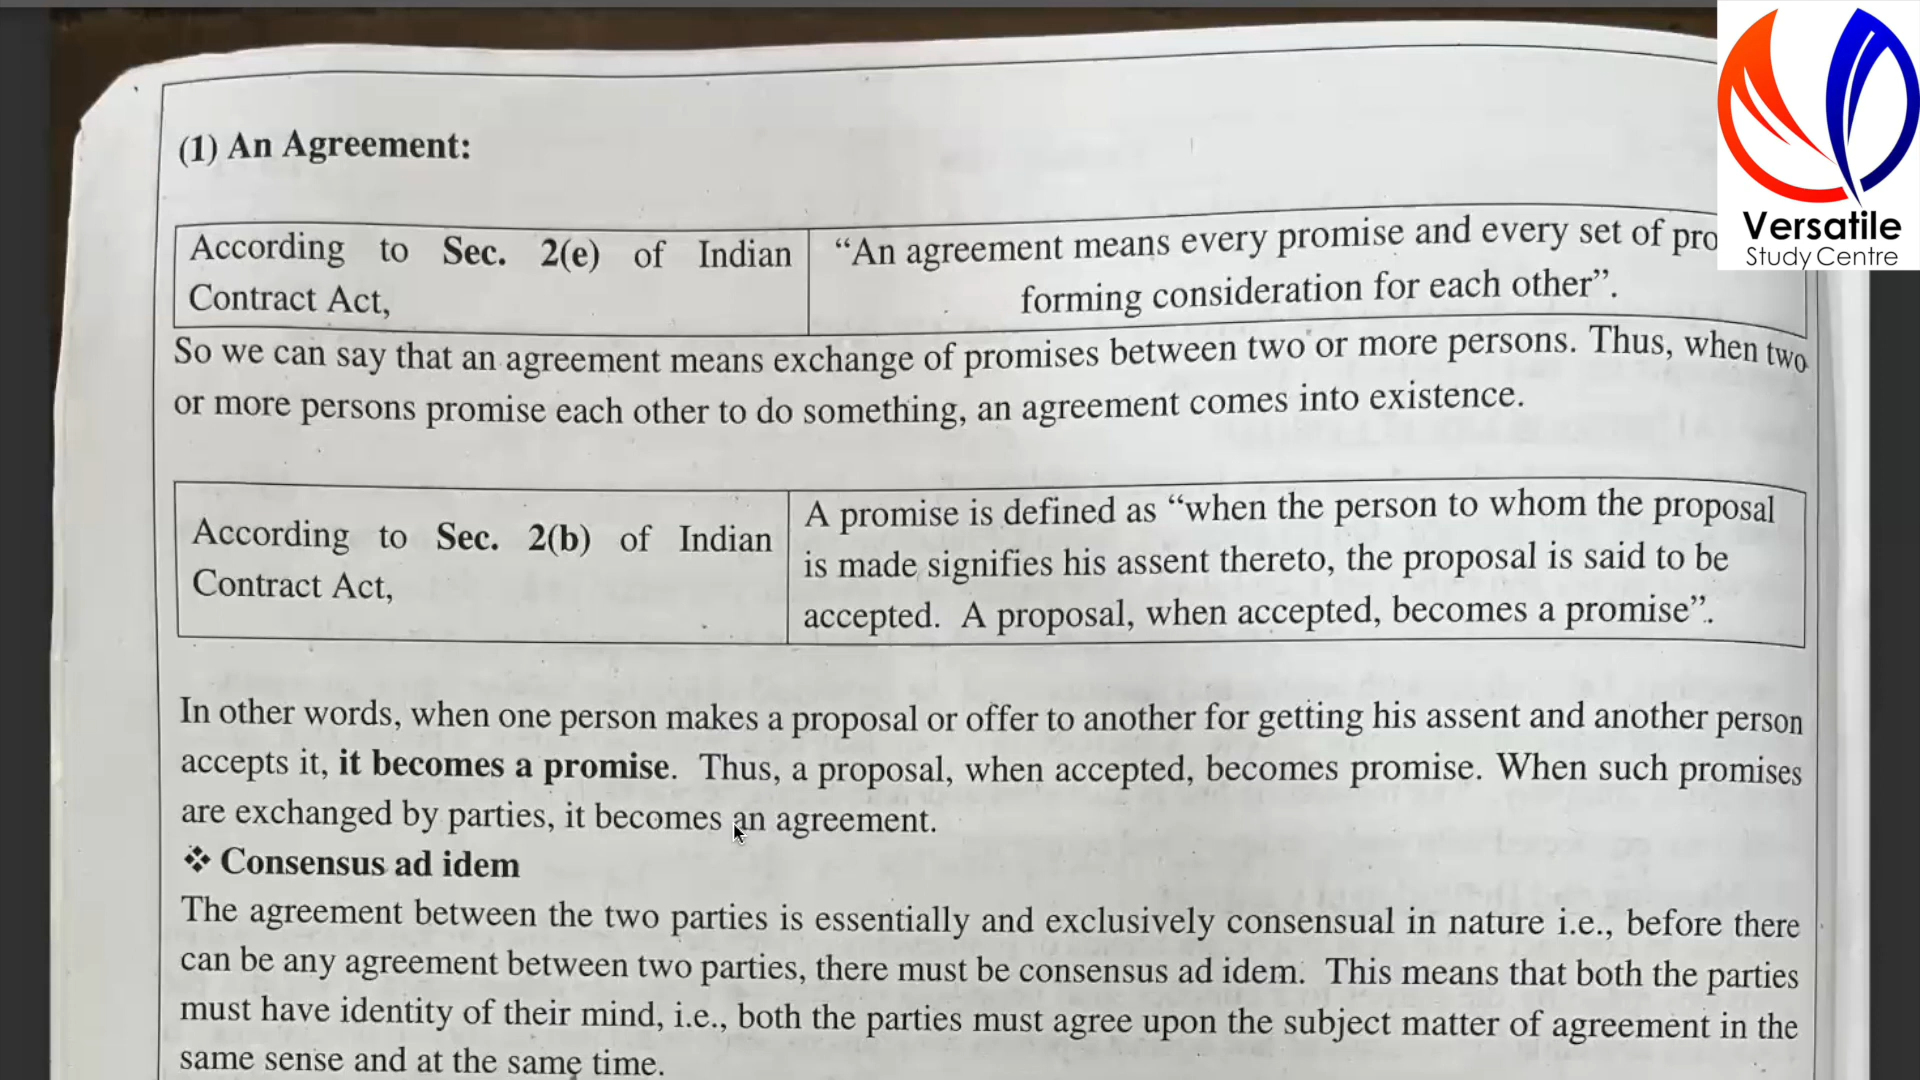 (1) An Agreement:
According to Sec. 2(e) of Indian
Contract Act,
“An agreement means every promise and every set of
forming consideration for each other”.
So we can say that an agreement means exchange of promises between two or more persons. Thus, when two
or more persons promise each other to do something, an agreement comes into existence.
According to Sec. 2(b) of Indian
Contract Act,
A promise is defined as “when the person to whom the proposal
is made signifies his assent thereto, the proposal is said to be
accepted. A proposal, when accepted, becomes a promise”.
In other words, when one person makes a proposal or offer to another for getting his assent and another person
accepts it, it becomes a promise. Thus, a proposal, when accepted, becomes promise. When such promises
are exchanged by parties, it becomes an agreement.
❖ Consensus ad idem
The agreement between the two parties is essentially and exclusively consensual in nature i.e., before there
can be any agreement between two parties, there must be consensus ad idem. This means that both the parties
must have identity of their mind, i.e., both the parties must agree upon the subject matter of agreement in the
same sense and at the same time.
Versatile
Study Centre